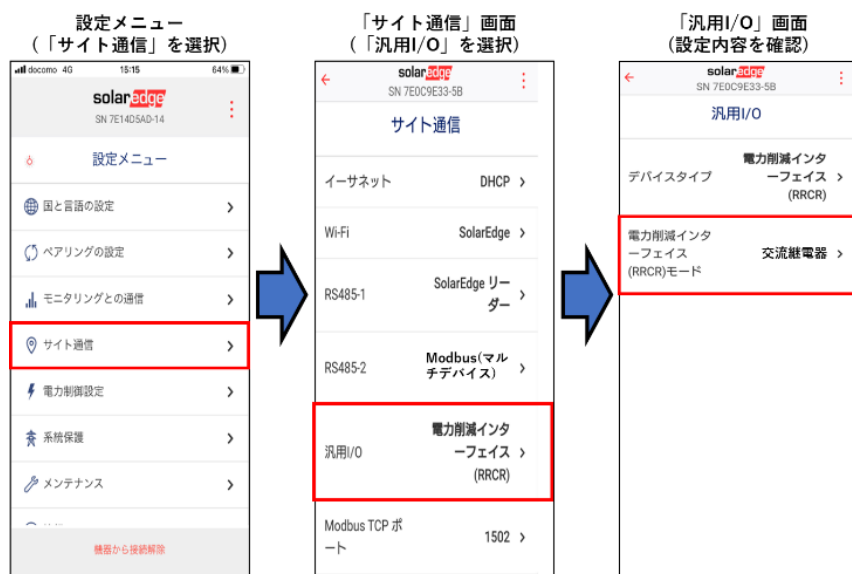 設定メニュー
(「サイト通信」を選択)
docomo 4G 15:15 64%
solaredge
SN 7E14D5AD-14
設定メニュー
国と言語の設定
ペアリングの設定
モニタリングとの通信
サイト通信
電力制御設定
系統保護
メンテナンス
機器から接続解除
「サイト通信」画面
(「汎用I/O」を選択)
solaredge
SN 7E0C9E33-5B
サイト通信
イーサネット DHCP
Wi-Fi SolarEdge
RS485-1 SolarEdge リー
ダー
RS485-2 Modbus(マル
チデバイス)
汎用I/O 電力削減インタ
ーフェイス
(RRCR)
Modbus TCP ポ
ート 1502
「汎用I/O」画面
(設定内容を確認)
solaredge
SN 7E0C9E33-5B
汎用I/O
デバイスタイプ 電力削減インタ
ーフェイス
(RRCR)
電力削減インタ
ーフェイス
(RRCR)モード 交流継電器